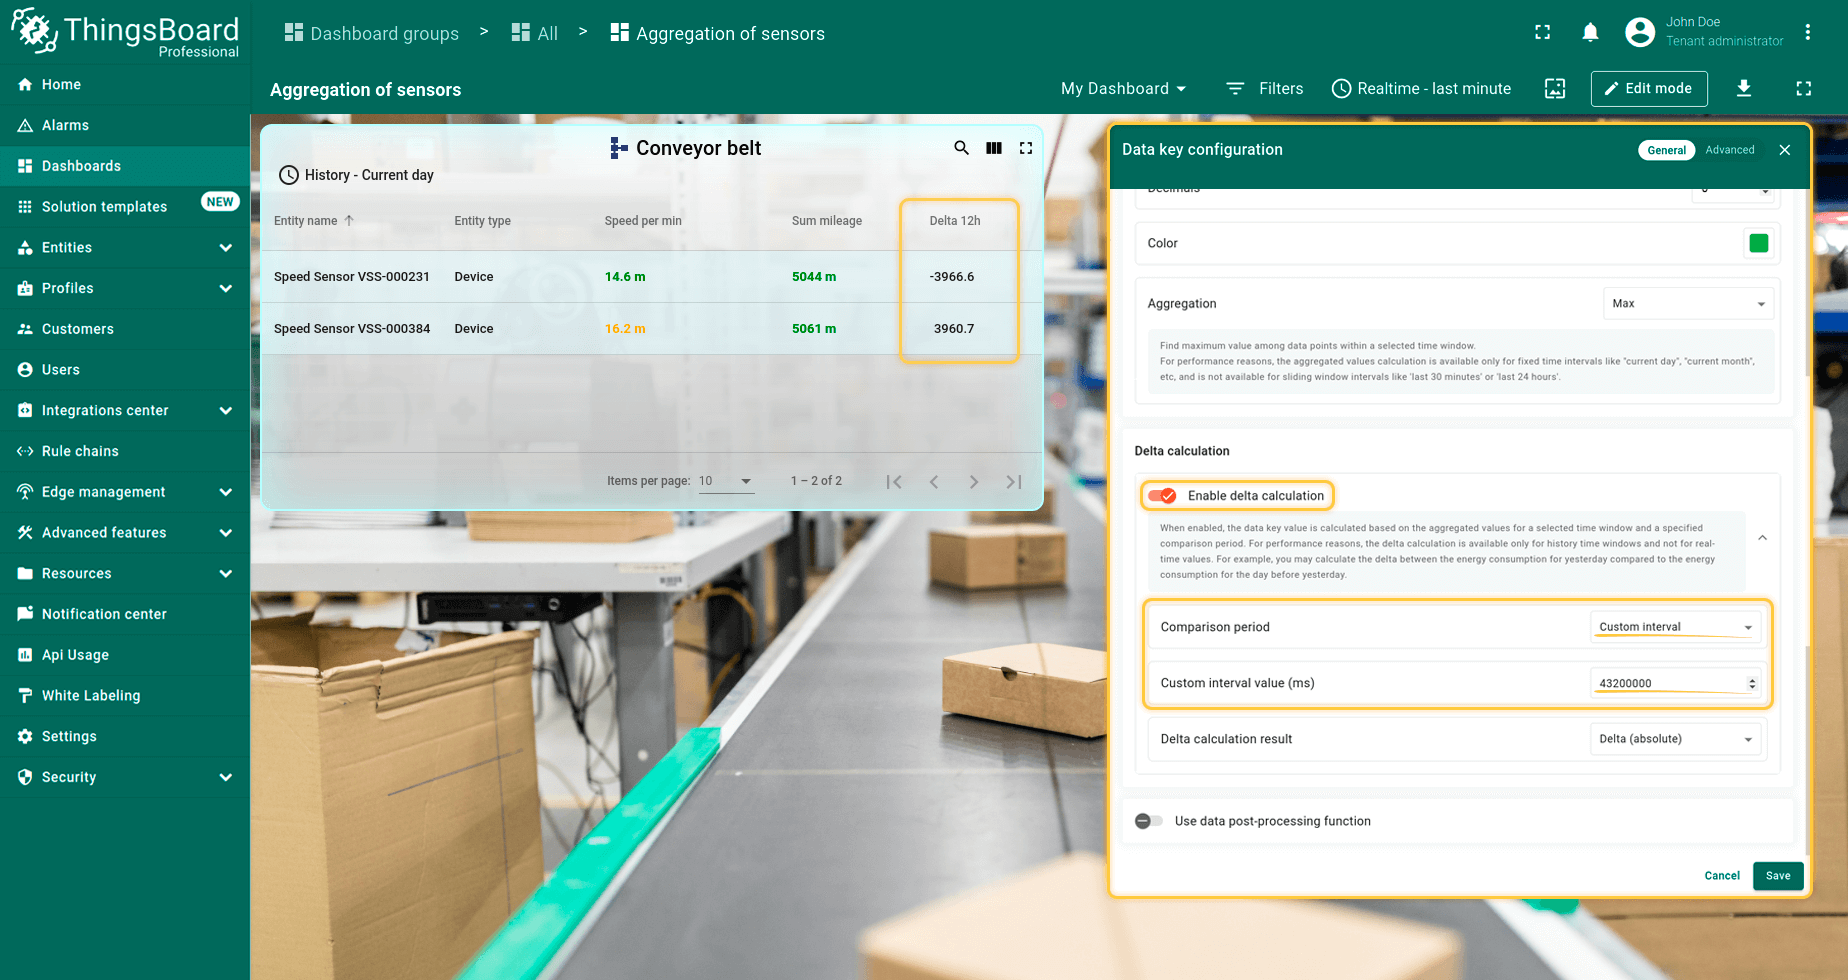 ThingsBoard
Professional
Dashboard groups > All > Aggregation of sensors
John Doe
Tenant administrator
Aggregation of sensors
My Dashboard
Filters
Realtime - last minute
Edit mode
Home
Alarms
Dashboards
Solution templates NEW
Entities
Profiles
Customers
Users
Integrations center
Rule chains
Edge management
Advanced features
Resources
Notification center
Api Usage
White Labeling
Settings
Security
Conveyor belt
History - Current day
Entity name Entity type Speed per min Sum mileage Delta 12h
Speed Sensor VSS-000231 Device 14.6 m 5044 m -3966.6
Speed Sensor VSS-000384 Device 16.2 m 5061 m 3960.7
Items per page: 10 1 – 2 of 2
Data key configuration
General Advanced
Decimals
Color
Aggregation Max
Find maximum value among data points within a selected time window.
For performance reasons, the aggregated values calculation is available only for fixed time intervals like "current day", "current month",
etc, and is not available for sliding window intervals like 'last 30 minutes' or 'last 24 hours'.
Delta calculation
Enable delta calculation
When enabled, the data key value is calculated based on the aggregated values for a selected time window and a specified
comparison period. For performance reasons, the delta calculation is available only for history time windows and not for real-
time values. For example, you may calculate the delta between the energy consumption for yesterday compared to the energy
consumption for the day before yesterday.
Comparison period Custom interval
Custom interval value (ms) 43200000
Delta calculation result Delta (absolute)
Use data post-processing function
Cancel Save